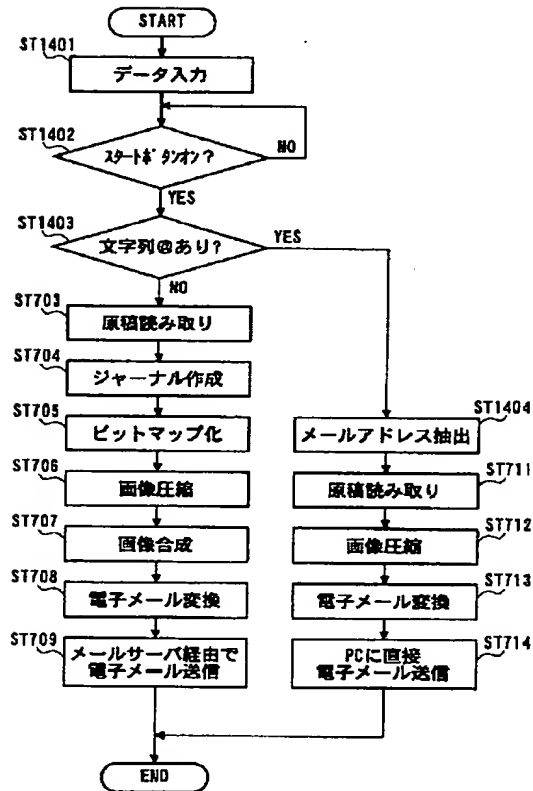 START
ST1401
データ入力
ST1402
スタートボタンオン?
NO
YES
ST1403
文字列@あり?
YES
NO
ST703
原稿読み取り
ST704
ジャーナル作成
ST705
ビットマップ化
ST706
画像圧縮
ST707
画像合成
ST708
電子メール変換
ST709
メールサーバ経由で
電子メール送信
ST1404
メールアドレス抽出
ST711
原稿読み取り
ST712
画像圧縮
ST713
電子メール変換
ST714
PCに直接
電子メール送信
END